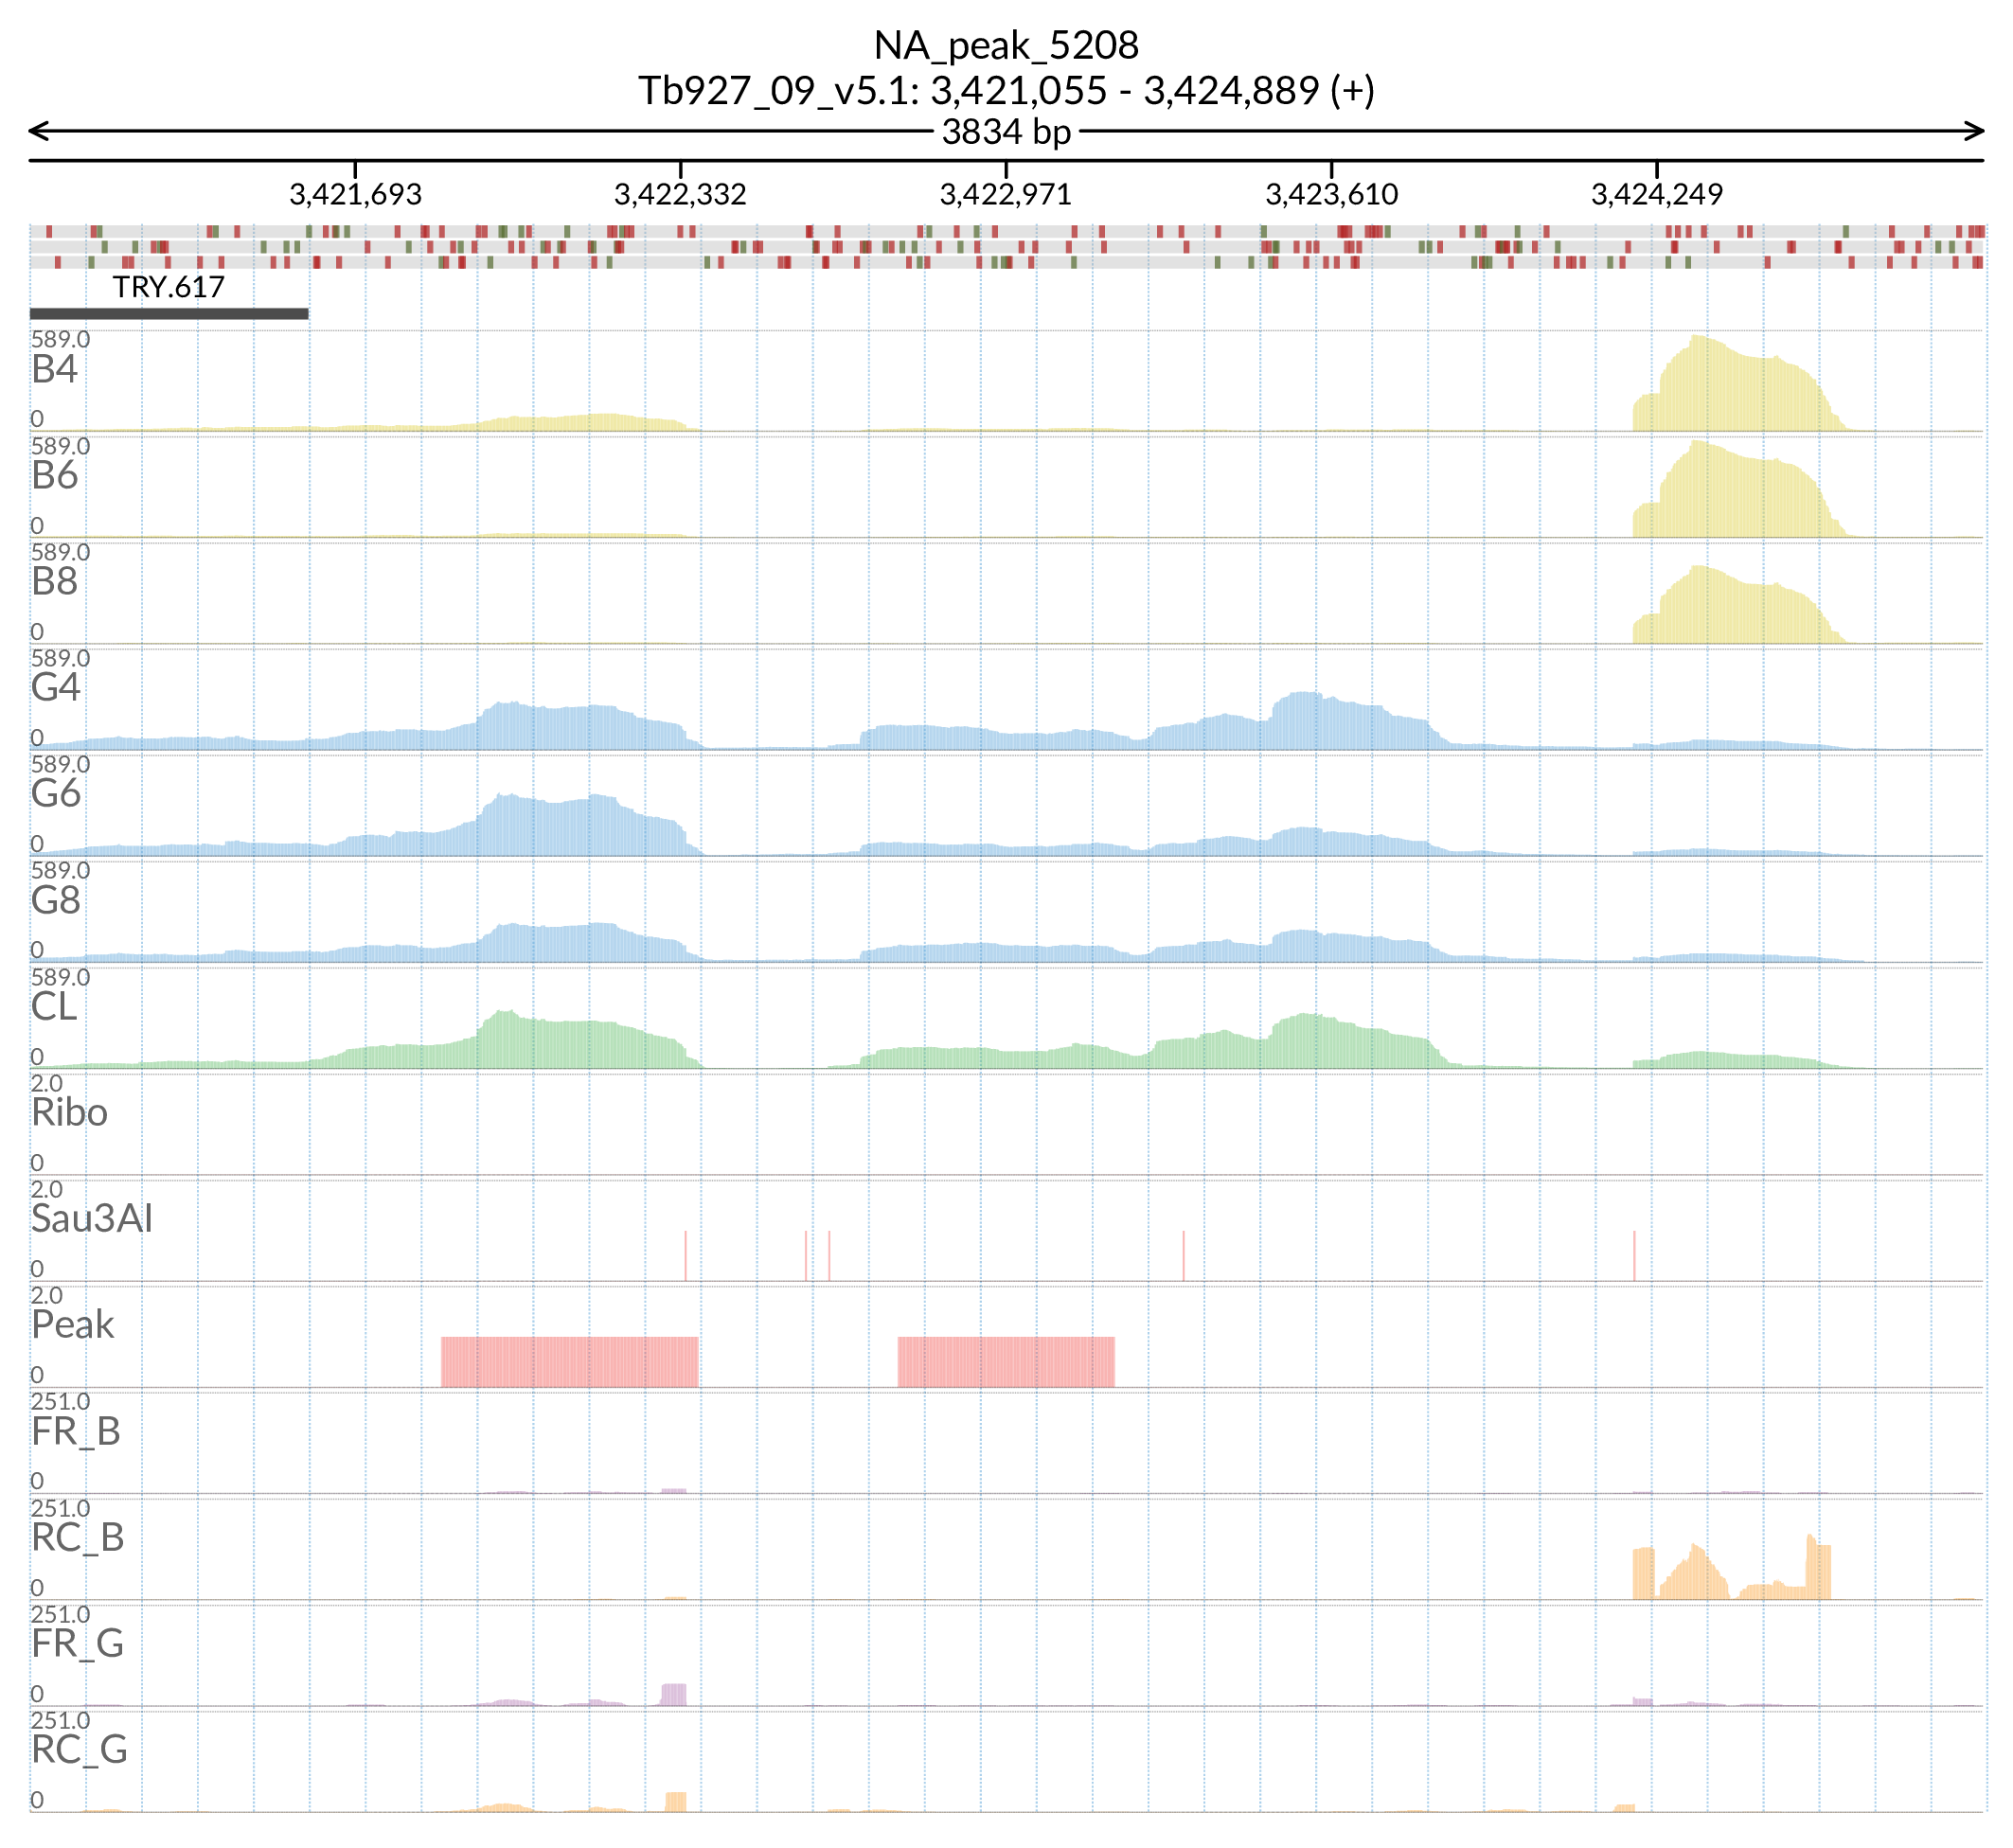 NA_peak_5208
Tb927_09_v5.1: 3,421,055 - 3,424,889 (+)
3834 bp
3,421,693 3,422,332 3,422,971 3,423,610 3,424,249
TRY.617
589.0
B4
0
589.0
B6
0
589.0
B8
0
589.0
G4
0
589.0
G6
0
589.0
G8
0
589.0
CL
0
2.0
Ribo
0
2.0
Sau3AI
0
2.0
Peak
0
251.0
FR_B
0
251.0
RC_B
0
251.0
FR_G
0
251.0
RC_G
0